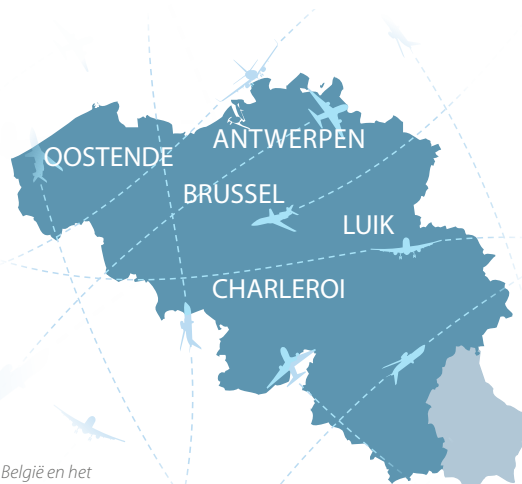 ANTWERPEN
OOSTENDE
BRUSSEL
LUIK
CHARLEROI
België en het